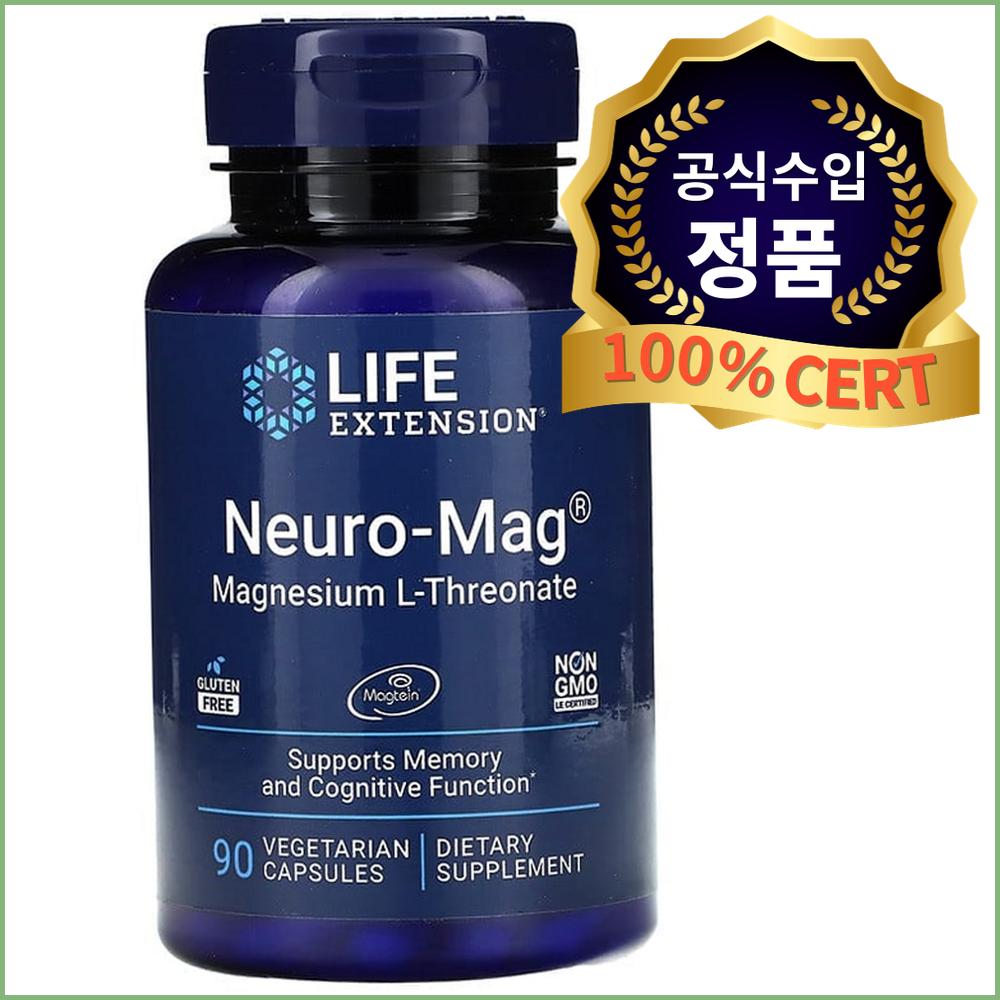 공식수입
정품
100% CERT
LIFE
EXTENSION®
Neuro-Mag®
Magnesium L-Threonate
GLUTEN
FREE
Magtein®
NON
GMO
LE CERTIFIED
Supports Memory
and Cognitive Function*
90 VEGETARIAN CAPSULES
DIETARY SUPPLEMENT